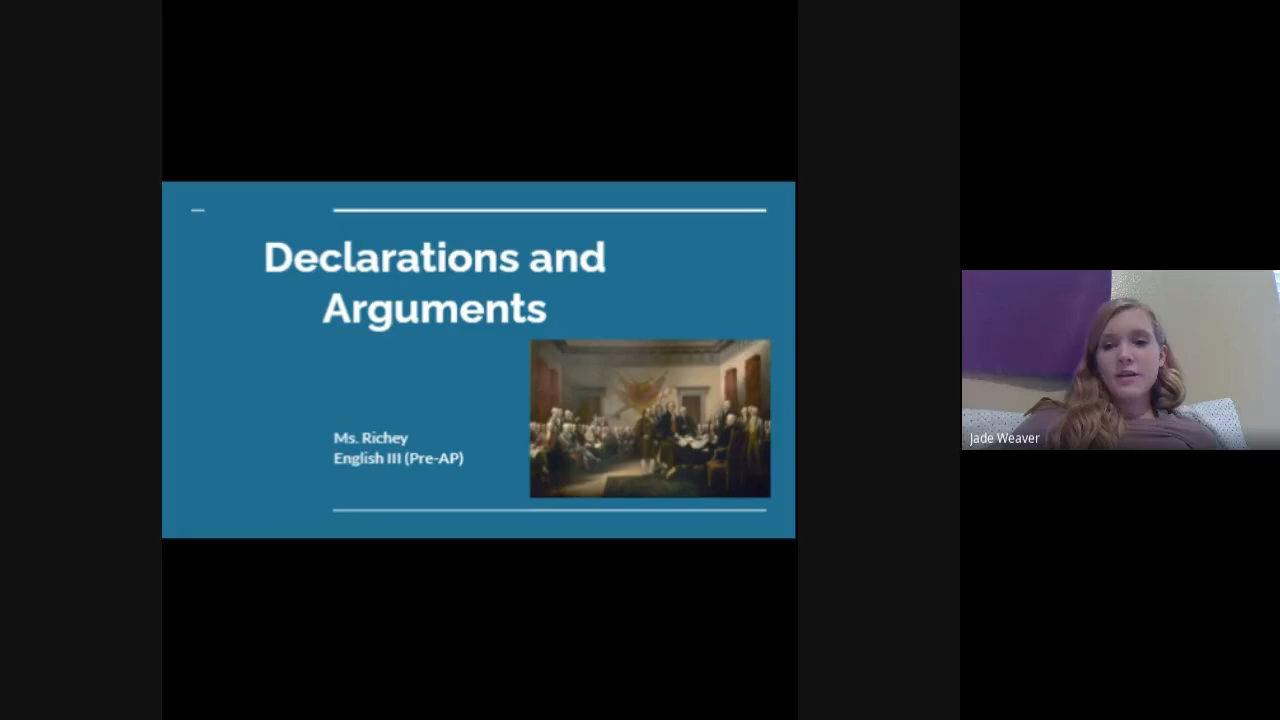 Declarations and
Arguments
Ms. Richey
English III (Pre-AP)
Jade Weaver